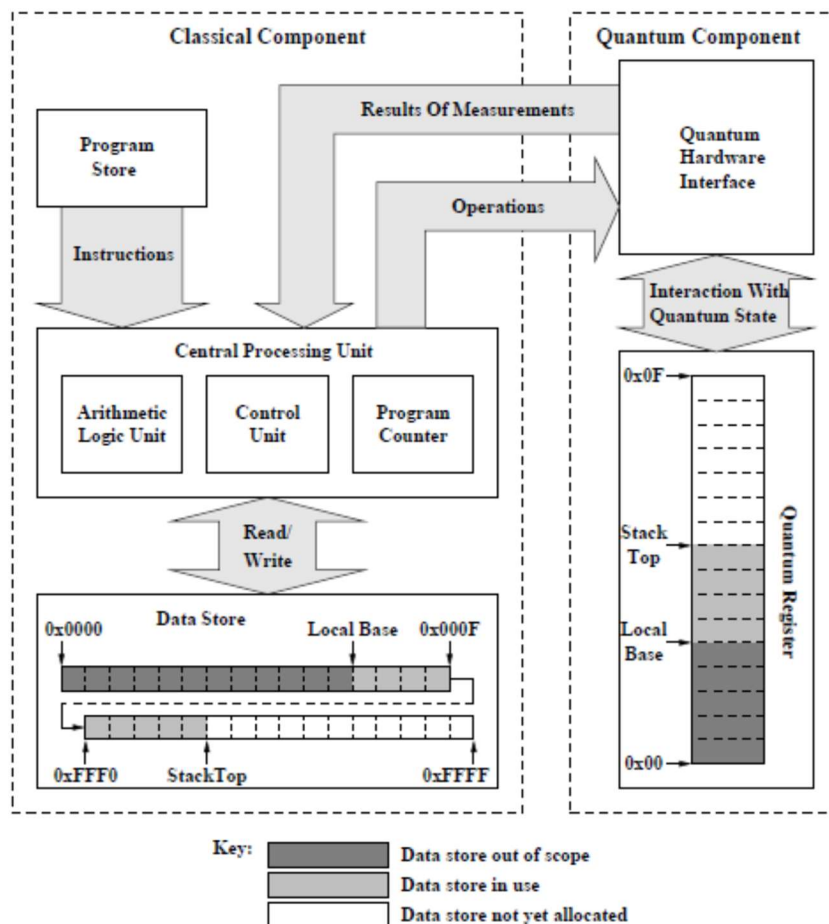 Classical Component
Quantum Component
Results Of Measurements
Program
Store
Quantum
Hardware
Interface
Operations
Instructions
Interaction With
Quantum State
Central Processing Unit
Arithmetic
Logic Unit
Control
Unit
Program
Counter
0x0F
Stack
Top
Local
Base
0x00
Quantum Register
Read/
Write
Data Store
0x0000
Local Base
0x000F
0xFFF0
StackTop
0xFFFF
Key:
Data store out of scope
Data store in use
Data store not yet allocated